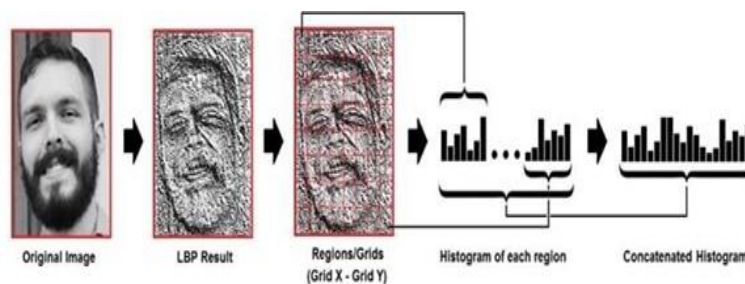 Original Image
LBP Result
Regions/Grids
(Grid X - Grid Y)
Histogram of each region
Concatenated Histogram